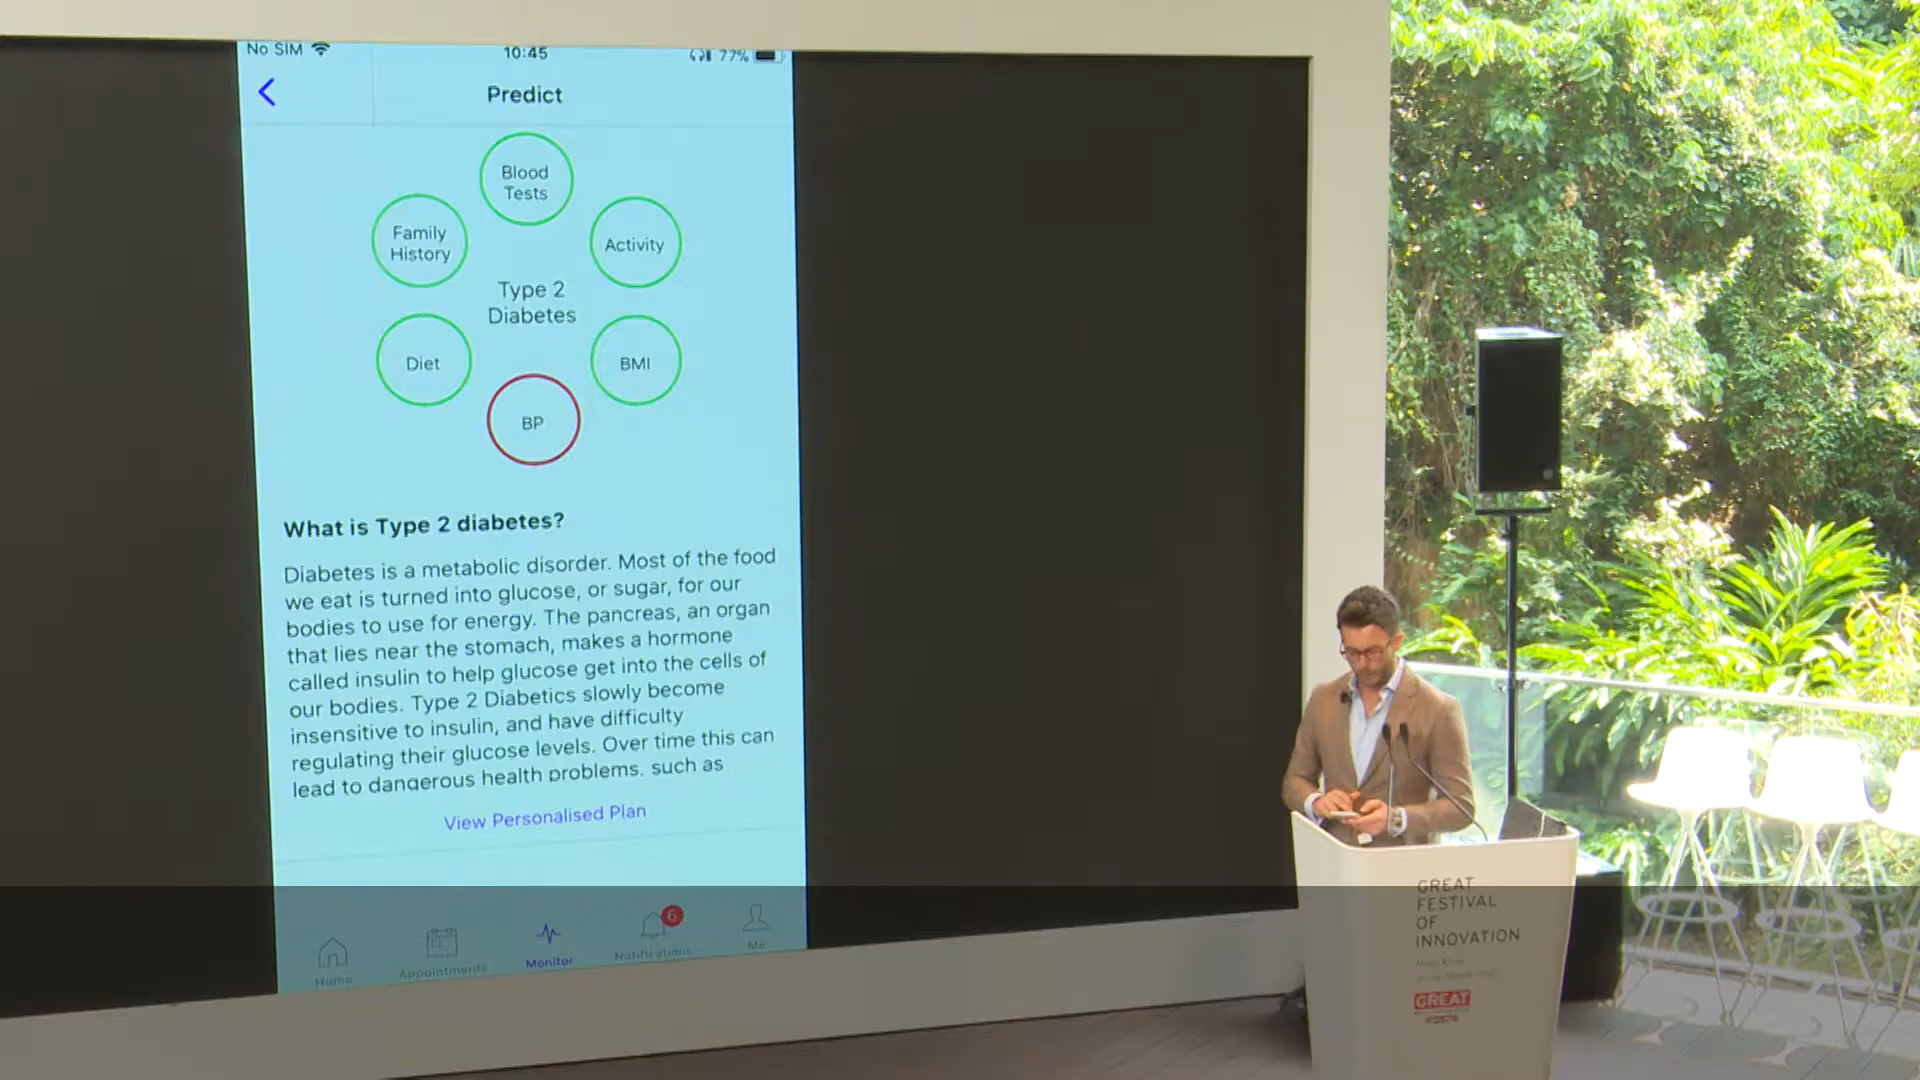 No SIM
10:45
77%
Predict
Blood
Tests
Family
History
Activity
Type 2
Diabetes
Diet
BMI
BP
What is Type 2 diabetes?
Diabetes is a metabolic disorder. Most of the food
we eat is turned into glucose, or sugar, for our
bodies to use for energy. The pancreas, an organ
that lies near the stomach, makes a hormone
called insulin to help glucose get into the cells of
our bodies. Type 2 Diabetics slowly become
insensitive to insulin, and have difficulty
regulating their glucose levels. Over time this can
lead to dangerous health problems, such as
View Personalised Plan
Home
Appointments
Monitor
6
Notifications
Me
GREAT
FESTIVAL
OF
INNOVATION
GREAT